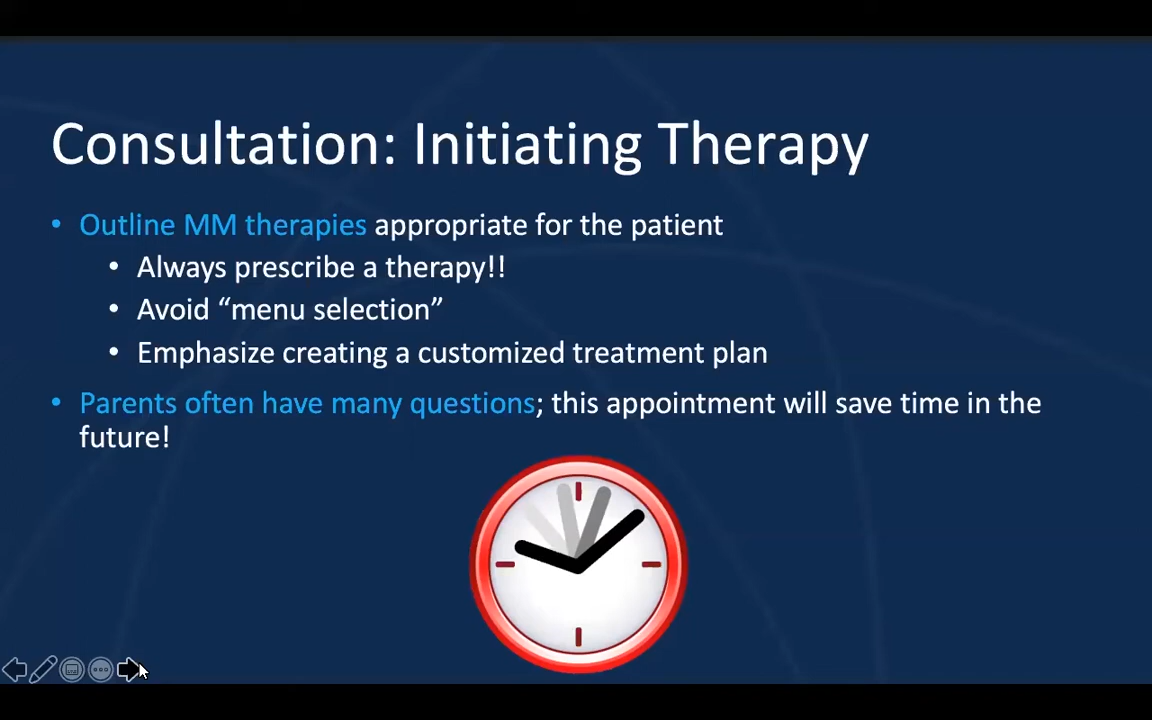 Consultation: Initiating Therapy
• Outline MM therapies appropriate for the patient
• Always prescribe a therapy!!
• Avoid “menu selection”
• Emphasize creating a customized treatment plan
• Parents often have many questions; this appointment will save time in the
future!